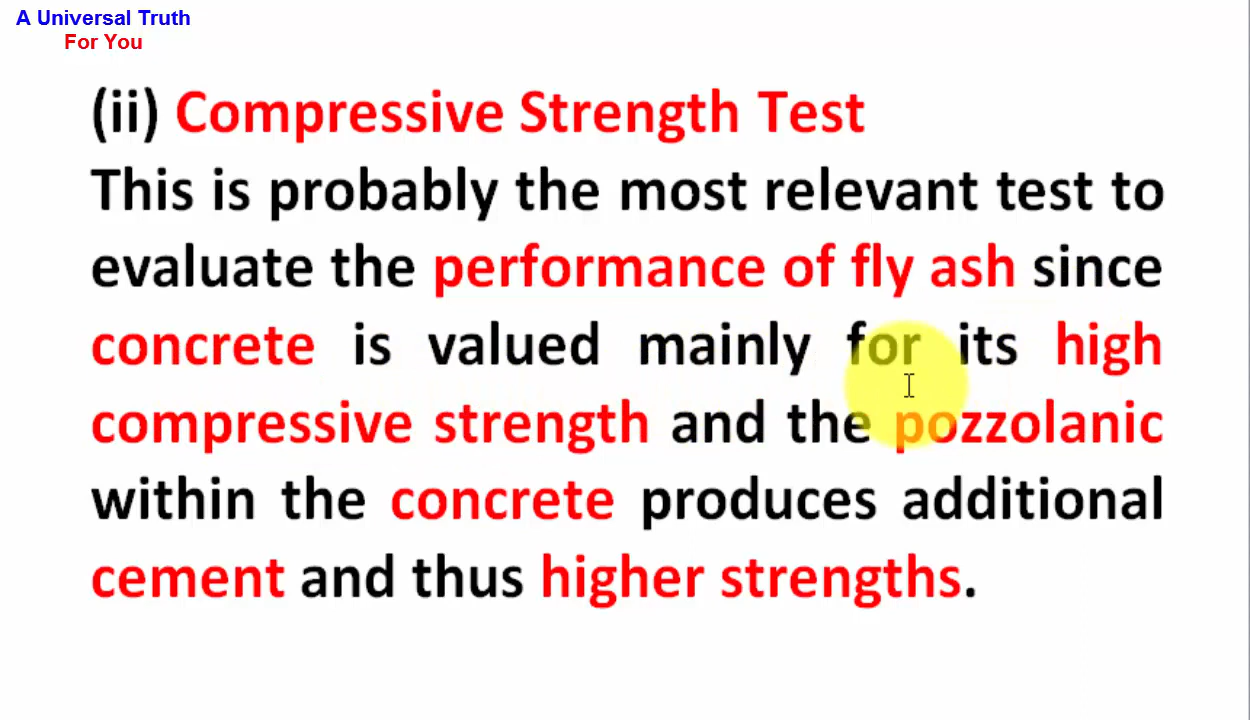 A Universal Truth
For You
(ii) Compressive Strength Test
This is probably the most relevant test to
evaluate the performance of fly ash since
concrete is valued mainly for its high
compressive strength and the pozzolanic
within the concrete produces additional
cement and thus higher strengths.